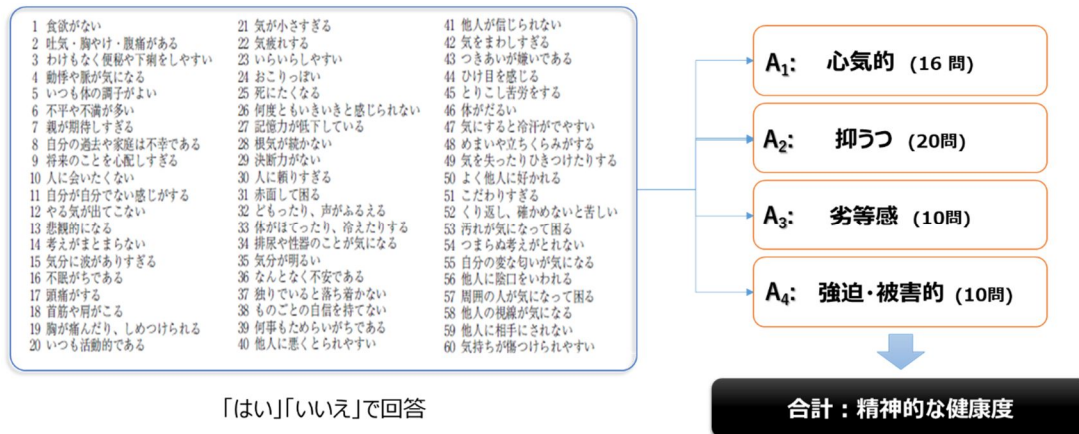 1 食欲がない
2 吐気・胸やけ・腹痛がある
3 わけもなく便秘や下痢をしやすい
4 動悸や脈が気になる
5 いつも体の調子がよい
6 不平や不満が多い
7 親が期待しすぎる
8 自分の過去や家庭は不幸である
9 将来のことを心配しすぎる
10 人に会いたくない
11 自分が自分でない感じがする
12 やる気が出てこない
13 悲観的になる
14 考えがまとまらない
15 気分に波がありすぎる
16 不眠がちである
17 頭痛がする
18 首筋や肩がこる
19 胸が痛んだり、しめつけられる
20 いつも活動的である
21 気が小さすぎる
22 気疲れする
23 いらいらしやすい
24 おこりっぽい
25 死にたくなる
26 何度ともいきいきと感じられない
27 記憶力が低下している
28 根気が続かない
29 決断力がない
30 人に頼りすぎる
31 赤面して困る
32 どもったり、声がふるえる
33 体がほてったり、冷えたりする
34 排尿や性器のことが気になる
35 気分が明るい
36 なんとなく不安である
37 独りでいると落ち着かない
38 ものごとの自信を持てない
39 何事もためらいがちである
40 他人に悪くとられやすい
41 他人が信じられない
42 気をまわしすぎる
43 つきあいが嫌いである
44 ひけ目を感じる
45 とりこし苦労をする
46 体がだるい
47 気にすると冷汗がでやすい
48 めまいや立ちくらみがする
49 気を失ったりひきつけたりする
50 よく他人に好かれる
51 こだわりすぎる
52 くり返し、確かめないと苦しい
53 汚れが気になって困る
54 つまらぬ考えがとれない
55 自分の変な匂いが気になる
56 他人に陰口をいわれる
57 周囲の人が気になって困る
58 他人の視線が気になる
59 他人に相手にされない
60 気持ちが傷つけられやすい
「はい」「いいえ」で回答
A1: 心気的 (16 問)
A2: 抑うつ (20問)
A3: 劣等感 (10問)
A4: 強迫・被害的 (10問)
合計：精神的な健康度